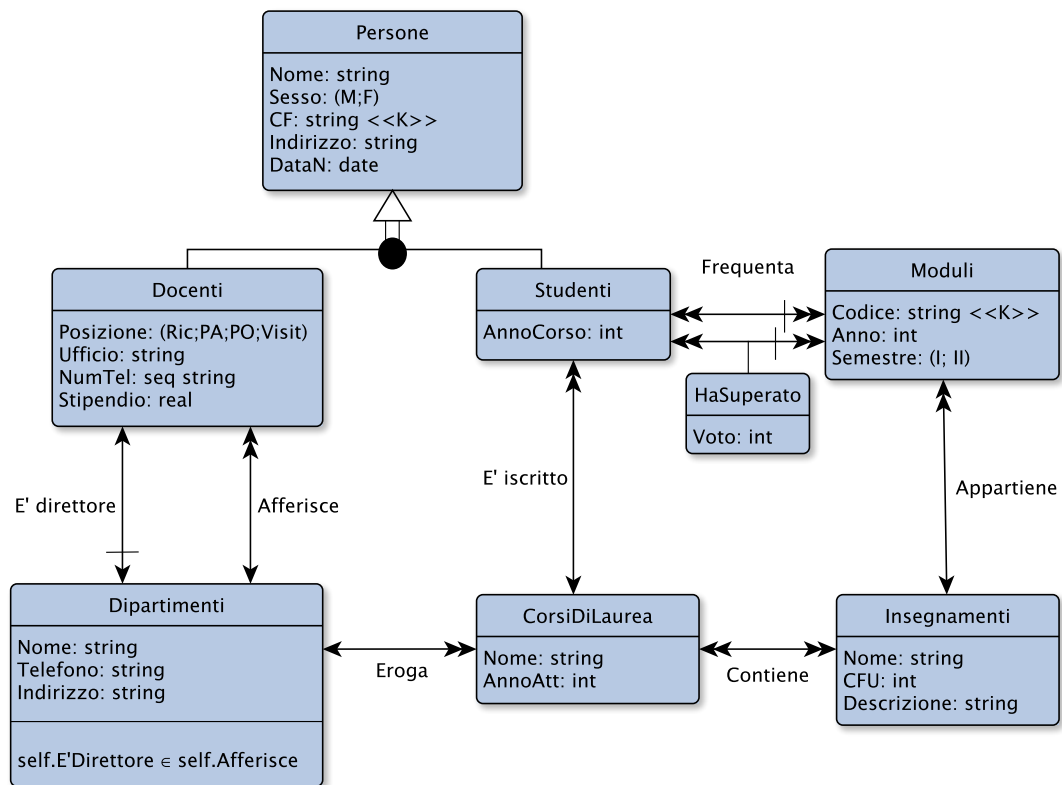 Persone
Nome: string
Sesso: (M;F)
CF: string <<K>>
Indirizzo: string
DataN: date
Docenti
Posizione: (Ric;PA;PO;Visit)
Ufficio: string
NumTel: seq string
Stipendio: real
Studenti
AnnoCorso: int
Frequenta
Moduli
Codice: string <<K>>
Anno: int
Semestre: (I; II)
HaSuperato
Voto: int
E' direttore
Afferisce
E' iscritto
Appartiene
Dipartimenti
Nome: string
Telefono: string
Indirizzo: string
self.E'Direttore ∈ self.Afferisce
Eroga
CorsiDiLaurea
Nome: string
AnnoAtt: int
Contiene
Insegnamenti
Nome: string
CFU: int
Descrizione: string